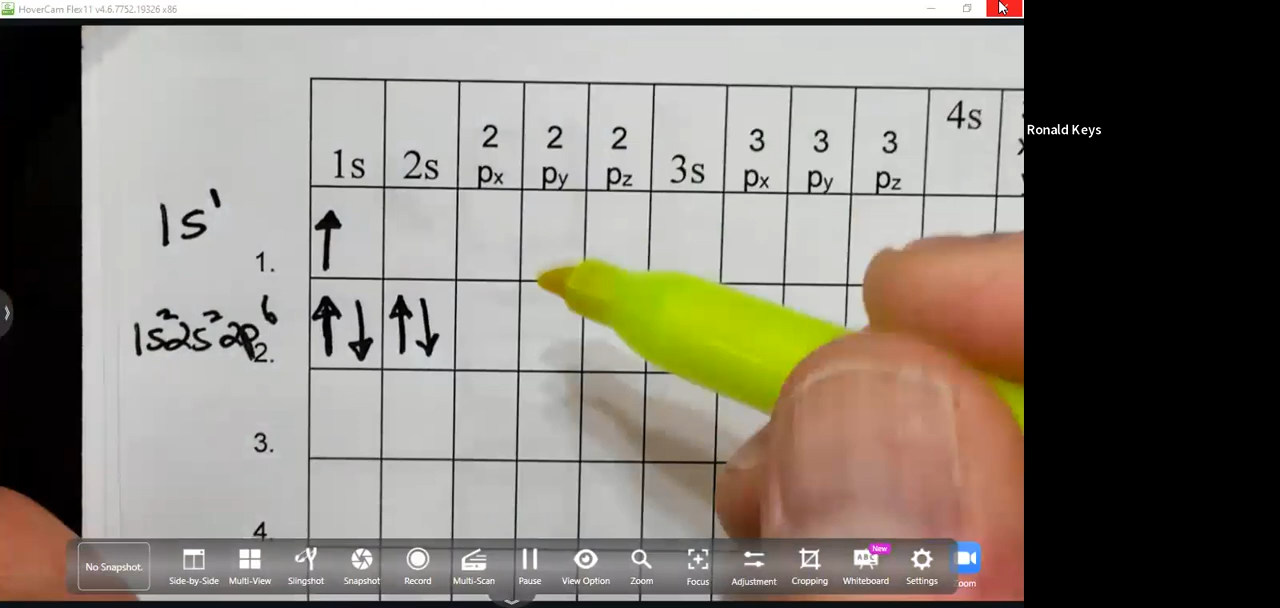 HoverCam Flex11 v4.6.7752.19326 x86
Ronald Keys
1s 2s 2 px 2 py 2 pz 3s 3 px 3 py 3 pz 4s
1s¹
1.
1s²2s²2p⁶
2.
3.
4.
No Snapshot.
Side-by-Side Multi-View Slingshot Snapshot Record Multi-Scan Pause View Option Zoom Focus Adjustment Cropping Whiteboard Settings
ABC New